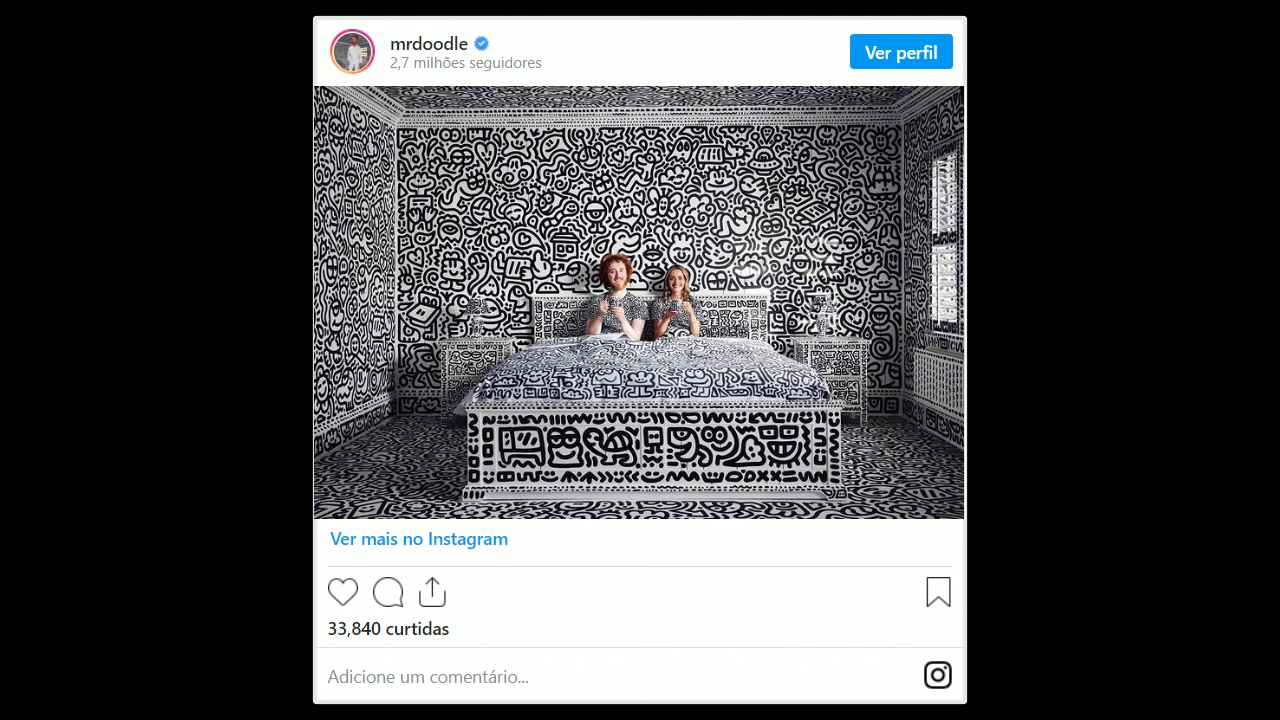 mrdoodle
2,7 milhões seguidores
Ver perfil
Ver mais no Instagram
33,840 curtidas
Adicione um comentário...